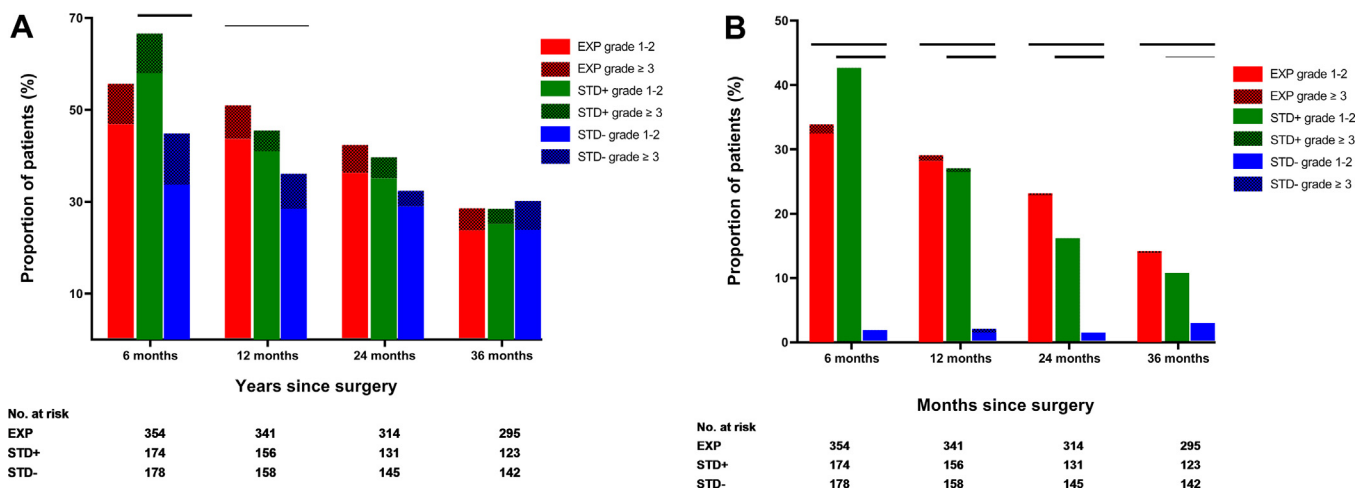 A
Proportion of patients (%)
70
50
30
10
6 months
12 months
24 months
36 months
Years since surgery
EXP grade 1-2
EXP grade ≥ 3
STD+ grade 1-2
STD+ grade ≥ 3
STD- grade 1-2
STD- grade ≥ 3
No. at risk
EXP 354 341 314 295
STD+ 174 156 131 123
STD- 178 158 145 142
B
Proportion of patients (%)
50
40
30
20
10
0
6 months
12 months
24 months
36 months
Months since surgery
EXP grade 1-2
EXP grade ≥ 3
STD+ grade 1-2
STD+ grade ≥ 3
STD- grade 1-2
STD- grade ≥ 3
No. at risk
EXP 354 341 314 295
STD+ 174 156 131 123
STD- 178 158 145 142